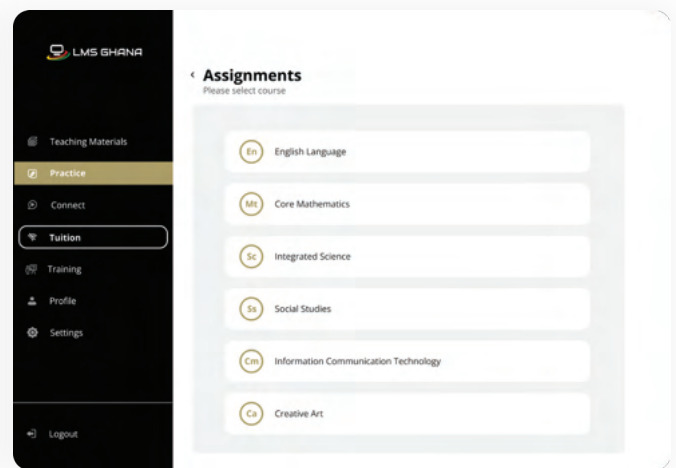 LMS GHANA
Teaching Materials
Practice
Connect
Tuition
Training
Profile
Settings
Logout
Assignments
Please select course
En English Language
Mt Core Mathematics
Sc Integrated Science
Ss Social Studies
Cm Information Communication Technology
Ca Creative Art